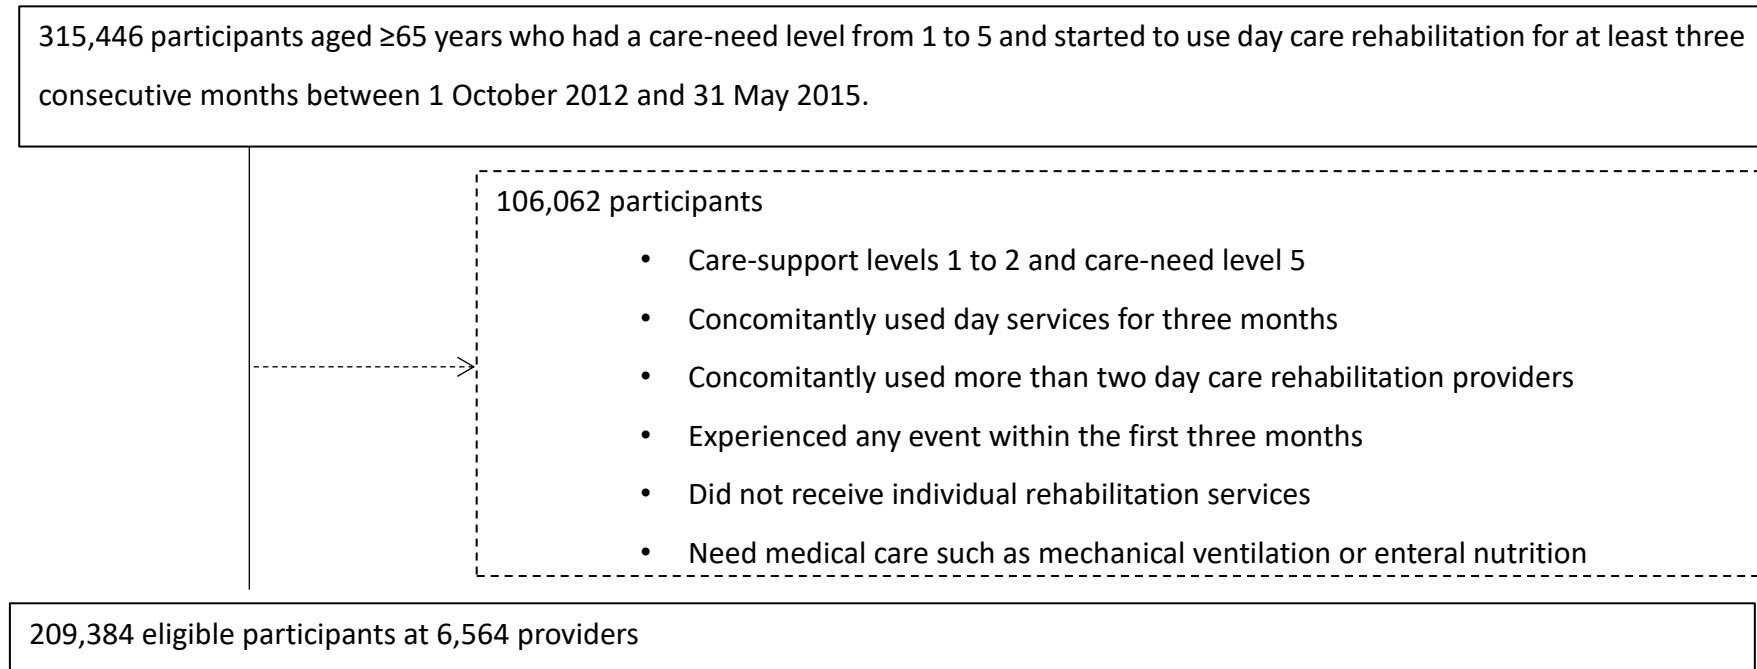 315,446 participants aged ≥65 years who had a care-need level from 1 to 5 and started to use day care rehabilitation for at least three
consecutive months between 1 October 2012 and 31 May 2015.
106,062 participants
• Care-support levels 1 to 2 and care-need level 5
• Concomitantly used day services for three months
• Concomitantly used more than two day care rehabilitation providers
• Experienced any event within the first three months
• Did not receive individual rehabilitation services
• Need medical care such as mechanical ventilation or enteral nutrition
209,384 eligible participants at 6,564 providers